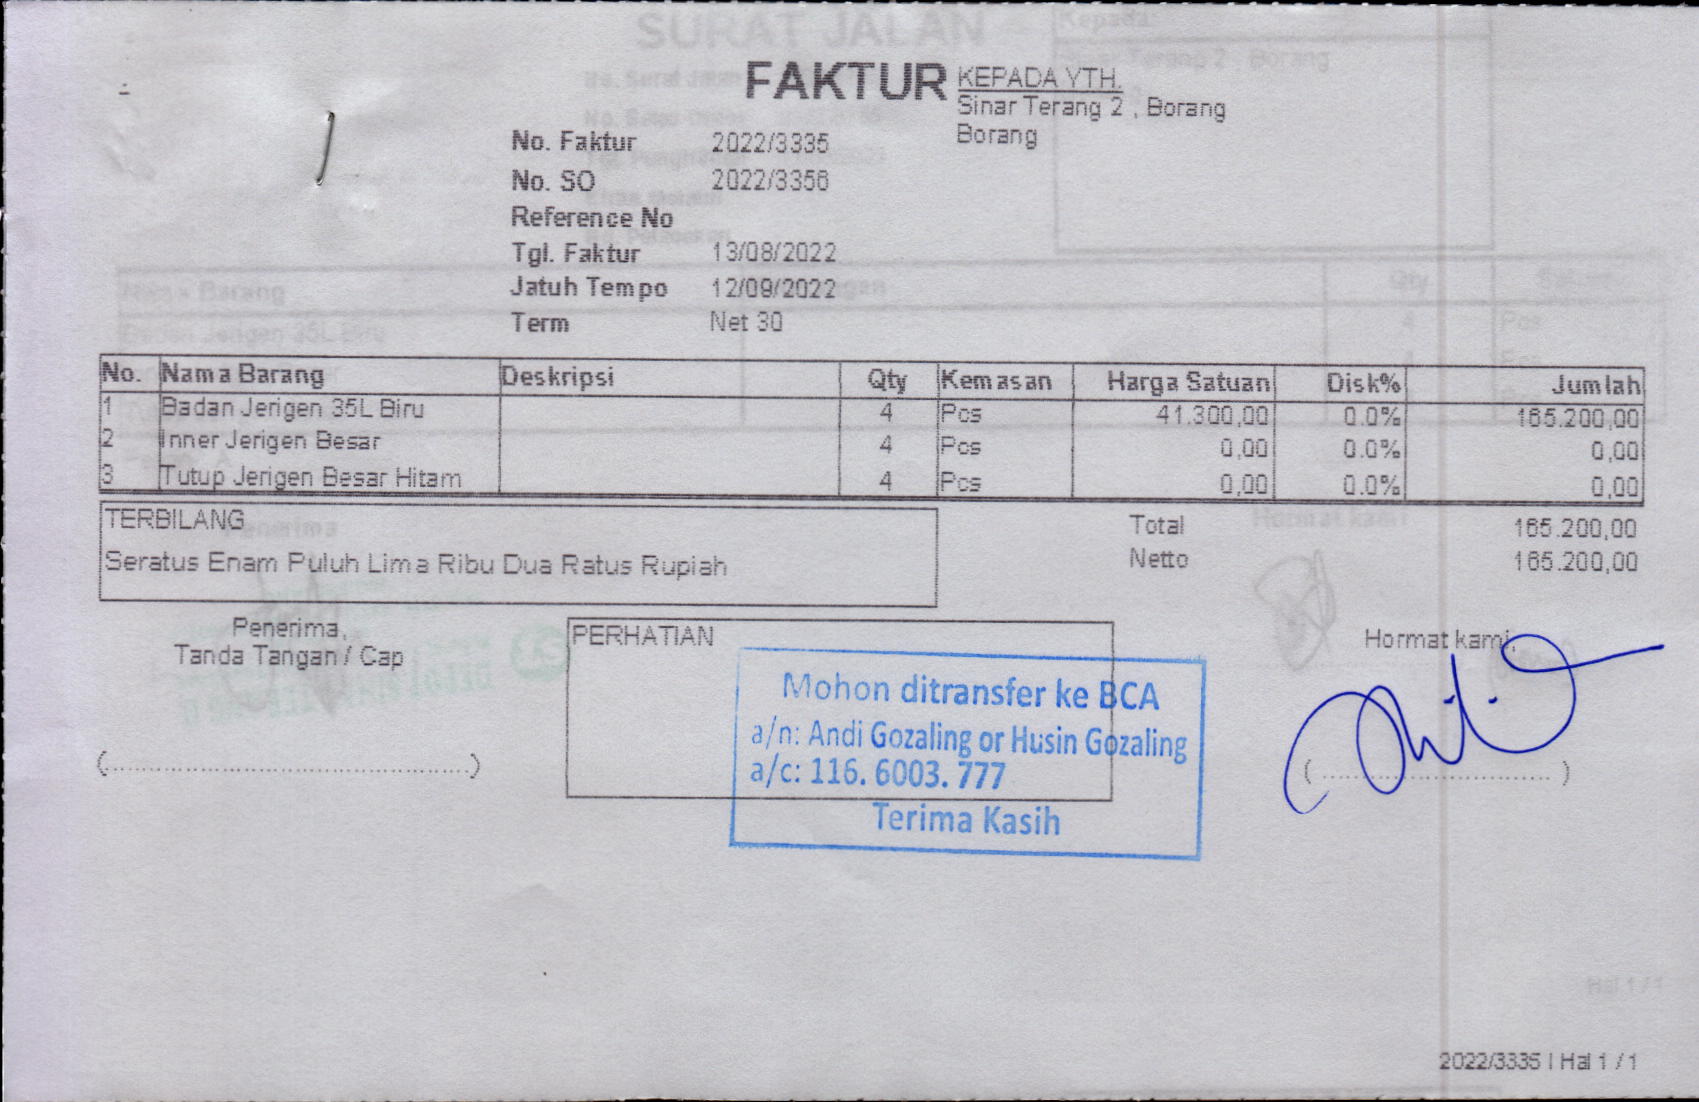 FAKTUR
KEPADA YTH.
Sinar Terang 2 , Borang
Borang
No. Faktur 2022/3335
No. SO 2022/3356
Reference No
Tgl. Faktur 13/08/2022
Jatuh Tempo 12/09/2022
Term Net 30
No. Nama Barang Deskripsi Qty Kemasan Harga Satuan Disk% Jumlah
1 Badan Jerigen 35L Biru 4 Pcs 41.300,00 0.0% 165.200,00
2 Inner Jerigen Besar 4 Pcs 0,00 0.0% 0,00
3 Tutup Jerigen Besar Hitam 4 Pcs 0,00 0.0% 0,00
TERBILANG
Seratus Enam Puluh Lima Ribu Dua Ratus Rupiah
Total 165.200,00
Netto 165.200,00
Penerima,
Tanda Tangan / Cap
PERHATIAN
Hormat kami,
Mohon ditransfer ke BCA
a/n: Andi Gozaling or Husin Gozaling
a/c: 116. 6003. 777
Terima Kasih
2022/3335 | Hal 1 / 1